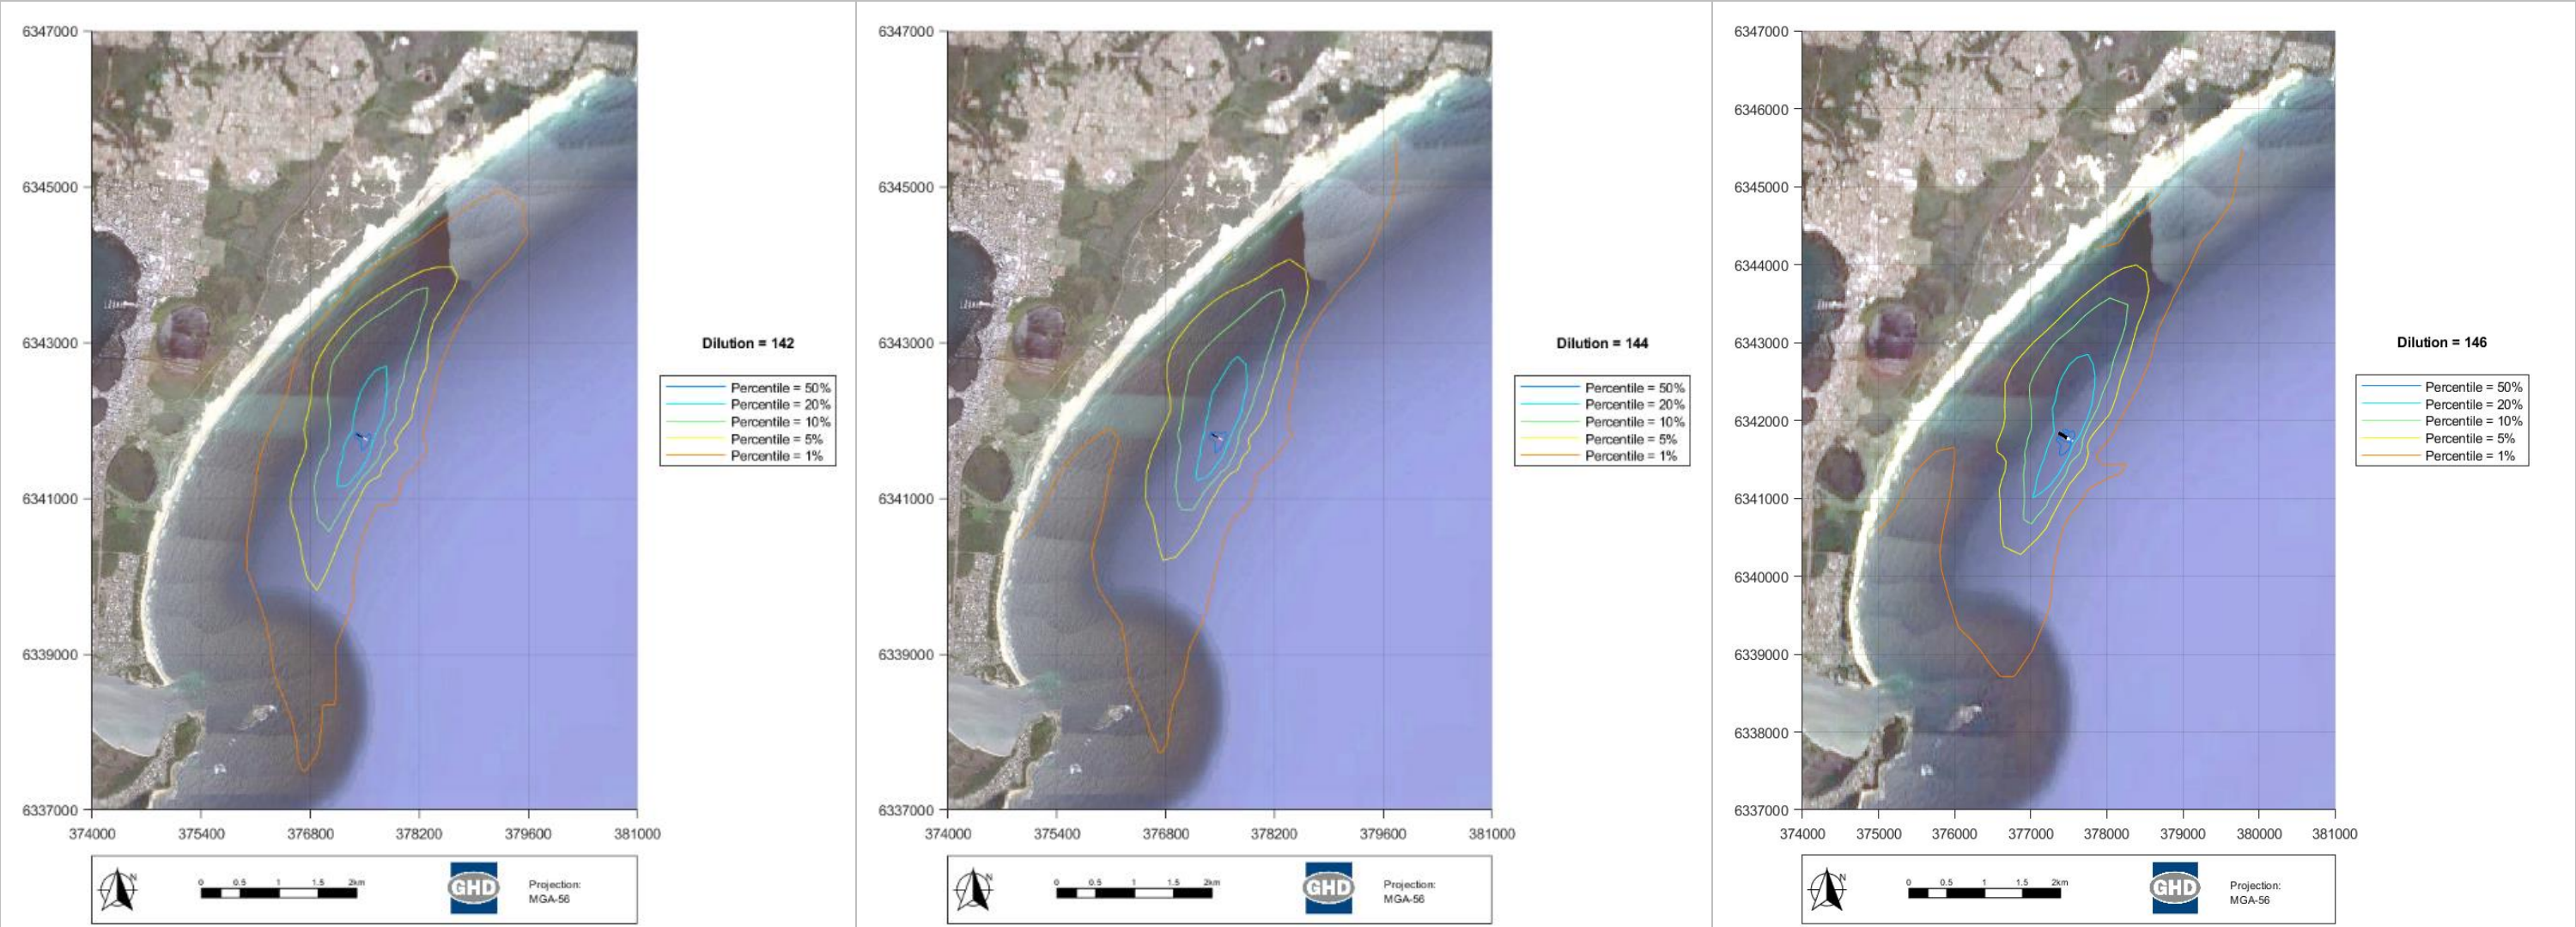 6347000
6345000
6343000
6341000
6339000
6337000
374000 375400 376800 378200 379600 381000
Dilution = 142
Percentile = 50%
Percentile = 20%
Percentile = 10%
Percentile = 5%
Percentile = 1%
N
0 0.5 1 1.5 2km
GHD
Projection:
MGA-56
6347000
6345000
6343000
6341000
6339000
6337000
374000 375400 376800 378200 379600 381000
Dilution = 144
Percentile = 50%
Percentile = 20%
Percentile = 10%
Percentile = 5%
Percentile = 1%
N
0 0.5 1 1.5 2km
GHD
Projection:
MGA-56
6347000
6346000
6345000
6344000
6343000
6342000
6341000
6340000
6339000
6338000
6337000
374000 375000 376000 377000 378000 379000 380000 381000
Dilution = 146
Percentile = 50%
Percentile = 20%
Percentile = 10%
Percentile = 5%
Percentile = 1%
N
0 0.5 1 1.5 2km
GHD
Projection:
MGA-56